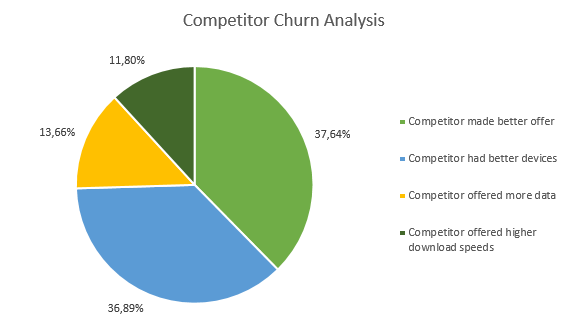 Competitor Churn Analysis
11,80%
13,66%
37,64%
36,89%
Competitor made better offer
Competitor had better devices
Competitor offered more data
Competitor offered higher
download speeds